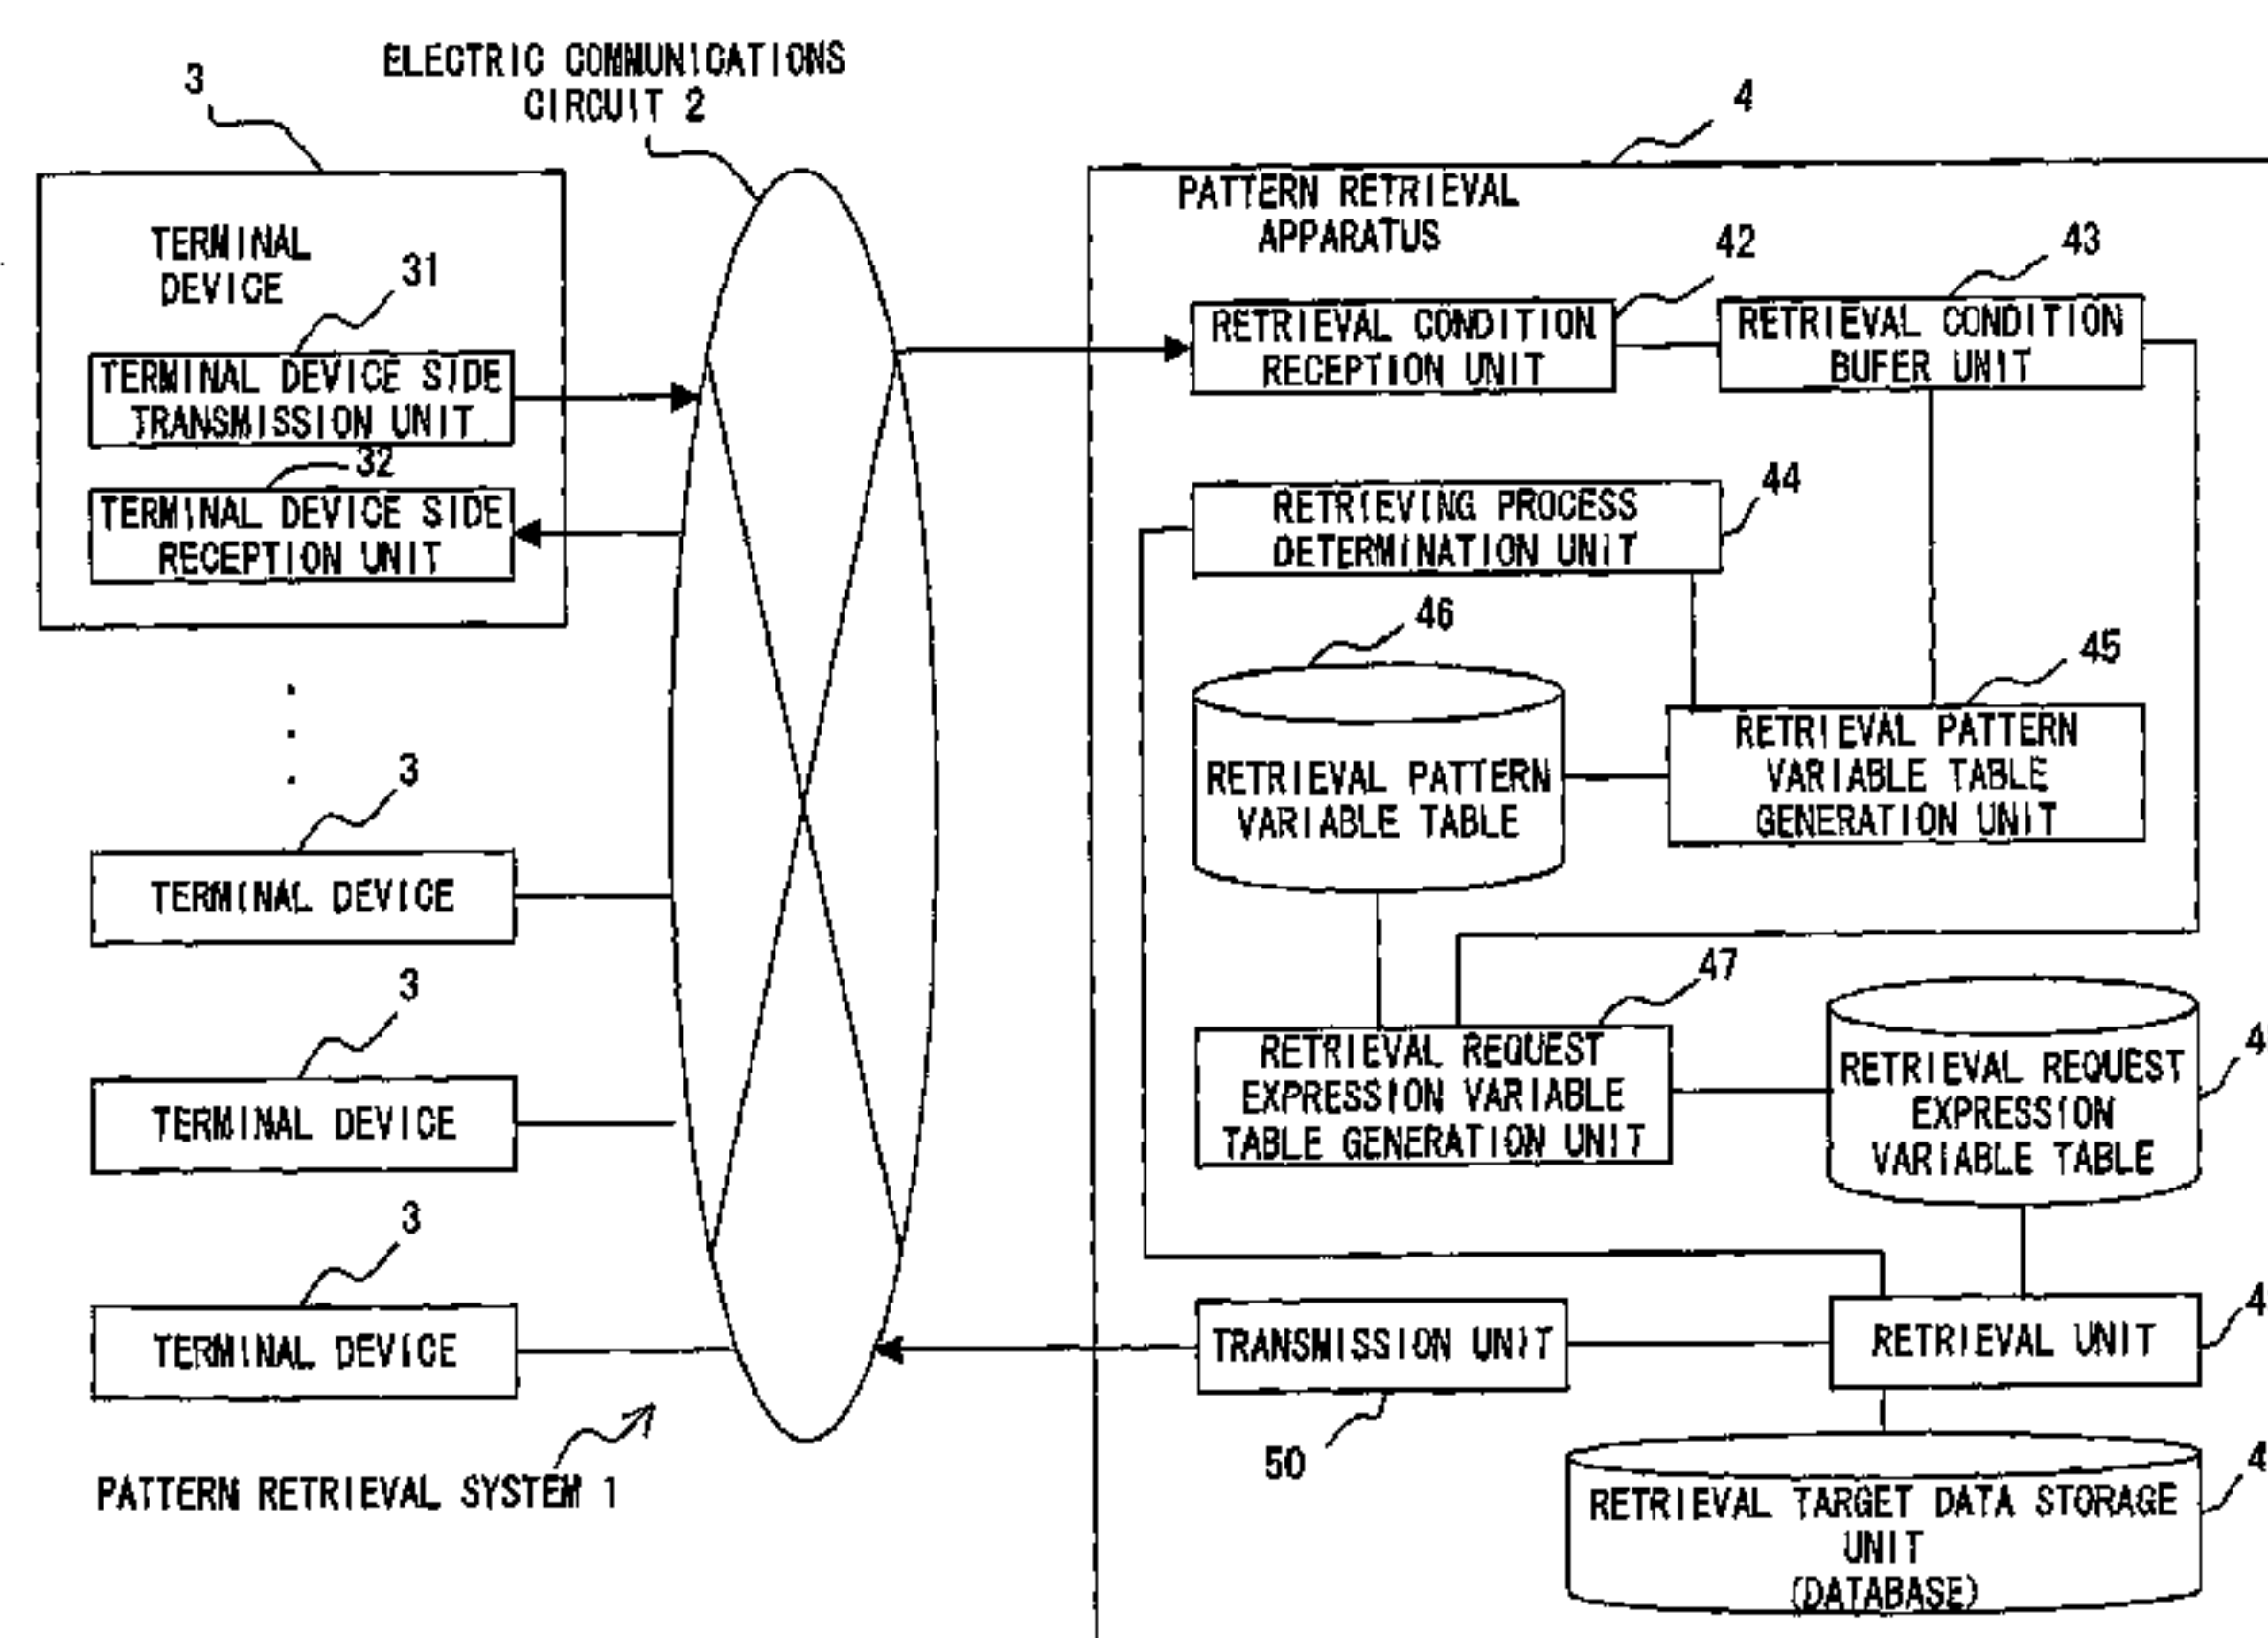 ELECTRIC COMMUNICATIONS
CIRCUIT 2
3
4
TERMINAL
DEVICE
31
TERMINAL DEVICE SIDE
TRANSMISSION UNIT
32
TERMINAL DEVICE SIDE
RECEPTION UNIT
3
TERMINAL DEVICE
3
TERMINAL DEVICE
3
TERMINAL DEVICE
PATTERN RETRIEVAL SYSTEM 1
PATTERN RETRIEVAL
APPARATUS
42
RETRIEVAL CONDITION
RECEPTION UNIT
43
RETRIEVAL CONDITION
BUFER UNIT
44
RETRIEVING PROCESS
DETERMINATION UNIT
46
RETRIEVAL PATTERN
VARIABLE TABLE
45
RETRIEVAL PATTERN
VARIABLE TABLE
GENERATION UNIT
47
RETRIEVAL REQUEST
EXPRESSION VARIABLE
TABLE GENERATION UNIT
4
RETRIEVAL REQUEST
EXPRESSION
VARIABLE TABLE
TRANSMISSION UNIT
50
4
RETRIEVAL UNIT
4
RETRIEVAL TARGET DATA STORAGE
UNIT
(DATABASE)